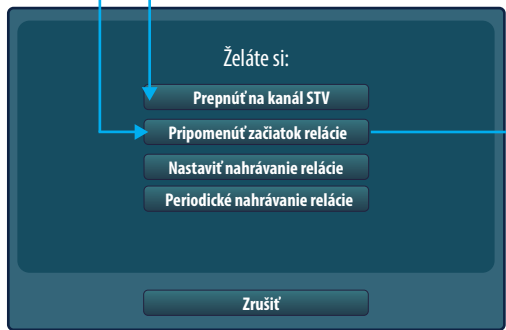 Želáte si:
Prepnúť na kanál STV
Pripomenúť začiatok relácie
Nastaviť nahrávanie relácie
Periodické nahrávanie relácie
Zrušiť